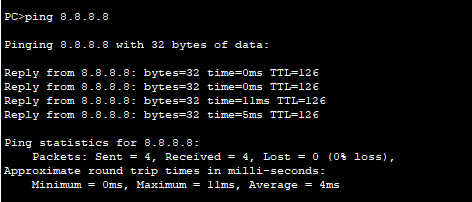 PC>ping 8.8.8.8
Pinging 8.8.8.8 with 32 bytes of data:
Reply from 8.8.8.8: bytes=32 time=0ms TTL=126
Reply from 8.8.8.8: bytes=32 time=0ms TTL=126
Reply from 8.8.8.8: bytes=32 time=11ms TTL=126
Reply from 8.8.8.8: bytes=32 time=5ms TTL=126
Ping statistics for 8.8.8.8:
    Packets: Sent = 4, Received = 4, Lost = 0 (0% loss),
Approximate round trip times in milli-seconds:
    Minimum = 0ms, Maximum = 11ms, Average = 4ms